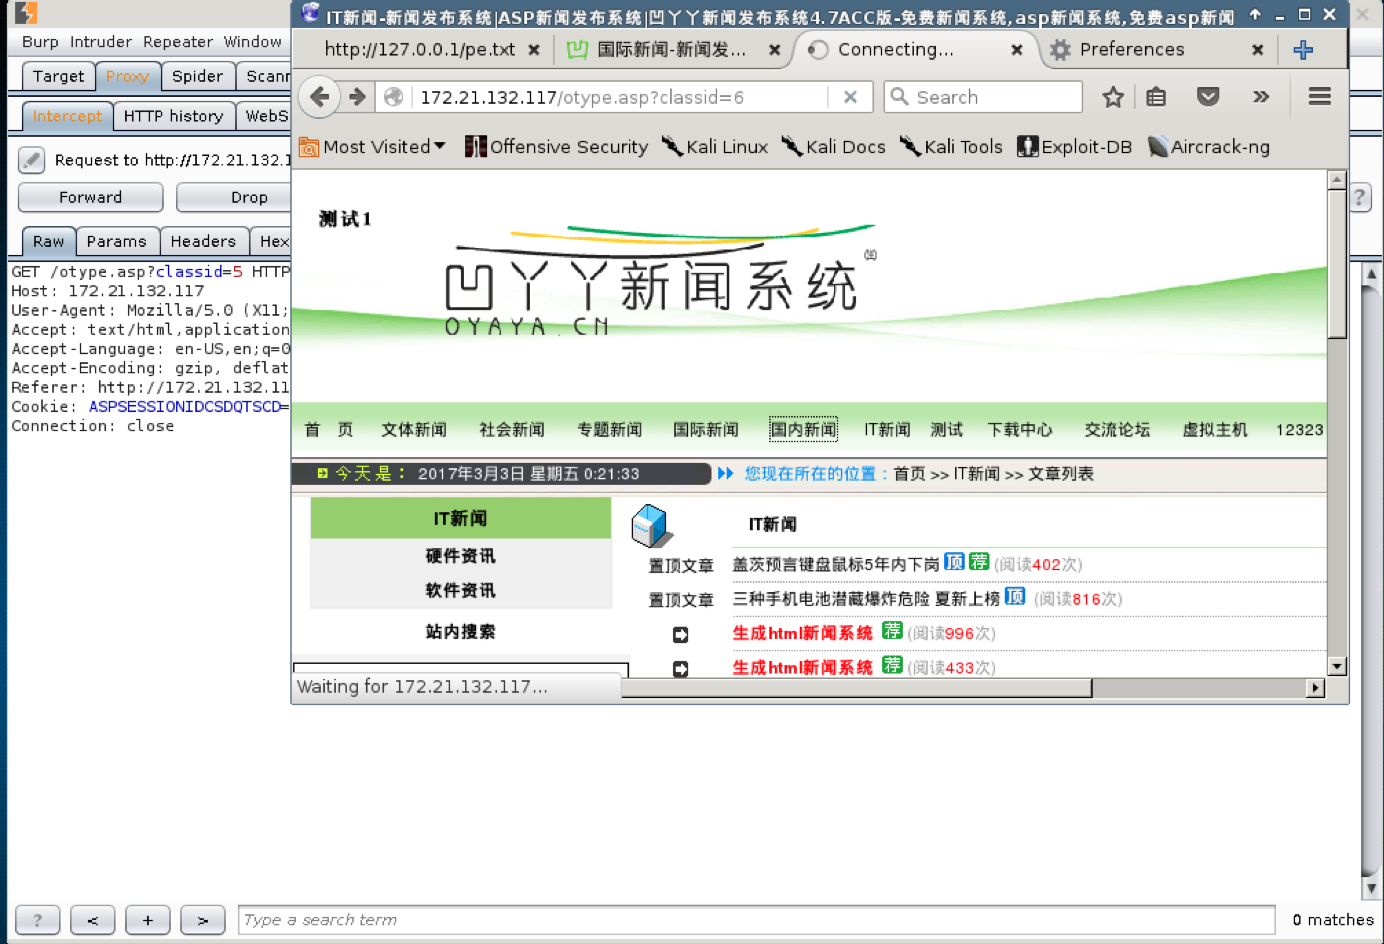 IT新闻-新闻发布系统|ASP新闻发布系统|凹丫丫新闻发布系统4.7ACC版-免费新闻系统,asp新闻系统,免费asp新闻
Burp Intruder Repeater Window
http://127.0.0.1/pe.txt
国际新闻-新闻发...
Connecting...
Preferences
Target Proxy Spider Scann
172.21.132.117/otype.asp?classid=6
Search
Intercept HTTP history WebS
Most Visited Offensive Security Kali Linux Kali Docs Kali Tools Exploit-DB Aircrack-ng
Request to http://172.21.132.1
Forward Drop
?
Raw Params Headers Hex
GET /otype.asp?classid=5 HTTP
Host: 172.21.132.117
User-Agent: Mozilla/5.0 (X11;
Accept: text/html,application
Accept-Language: en-US,en;q=0
Accept-Encoding: gzip, deflat
Referer: http://172.21.132.11
Cookie: ASPSESSIONIDCSDQTSCD=
Connection: close
测试1
凹丫丫新闻系统
OYAYA.CN
首 页 文体新闻 社会新闻 专题新闻 国际新闻 国内新闻 IT新闻 测试 下载中心 交流论坛 虚拟主机 12323
今天是： 2017年3月3日 星期五 0:21:33
您现在所在的位置：首页 >> IT新闻 >> 文章列表
IT新闻
硬件资讯
软件资讯
站内搜索
IT新闻
置顶文章 盖茨预言键盘鼠标5年内下岗 顶 荐 (阅读402次)
置顶文章 三种手机电池潜藏爆炸危险 夏新上榜 顶 (阅读816次)
生成html新闻系统 荐 (阅读996次)
生成html新闻系统 荐 (阅读433次)
Waiting for 172.21.132.117...
? < + > Type a search term 0 matches